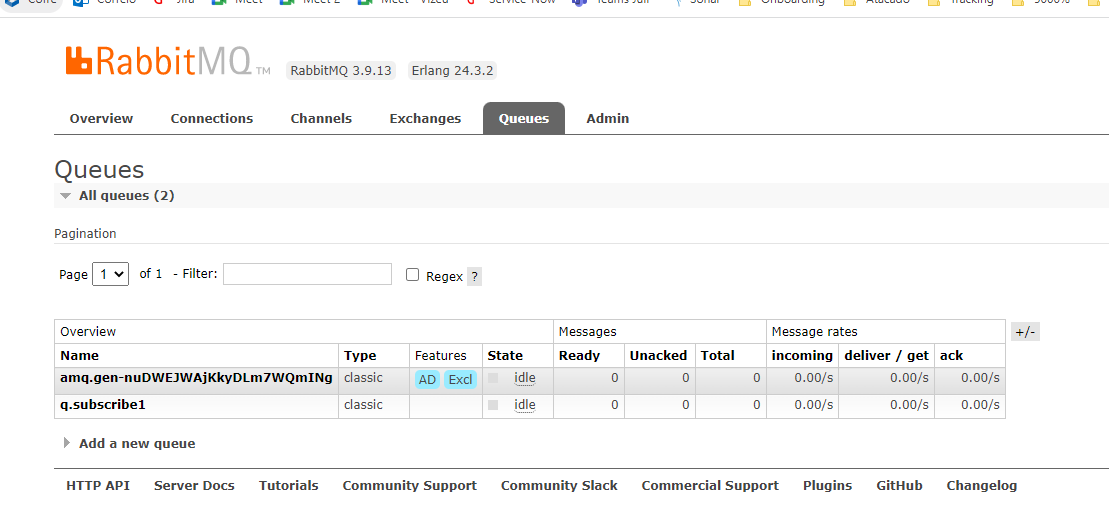 Coffe Correio Jira Meet Meet 2 Meet - Vizeu Service Now Teams Juli Sonar Onboarding Atacado Tracking
RabbitMQ TM RabbitMQ 3.9.13 Erlang 24.3.2
Overview Connections Channels Exchanges Queues Admin
Queues
All queues (2)
Pagination
Page 1 of 1 - Filter: Regex ?
Overview Messages Message rates +/-
Name Type Features State Ready Unacked Total incoming deliver / get ack
amq.gen-nuDWEJWAjKkyDLm7WQmINg classic AD Excl idle 0 0 0 0.00/s 0.00/s 0.00/s
q.subscribe1 classic idle 0 0 0 0.00/s 0.00/s 0.00/s
Add a new queue
HTTP API Server Docs Tutorials Community Support Community Slack Commercial Support Plugins GitHub Changelog